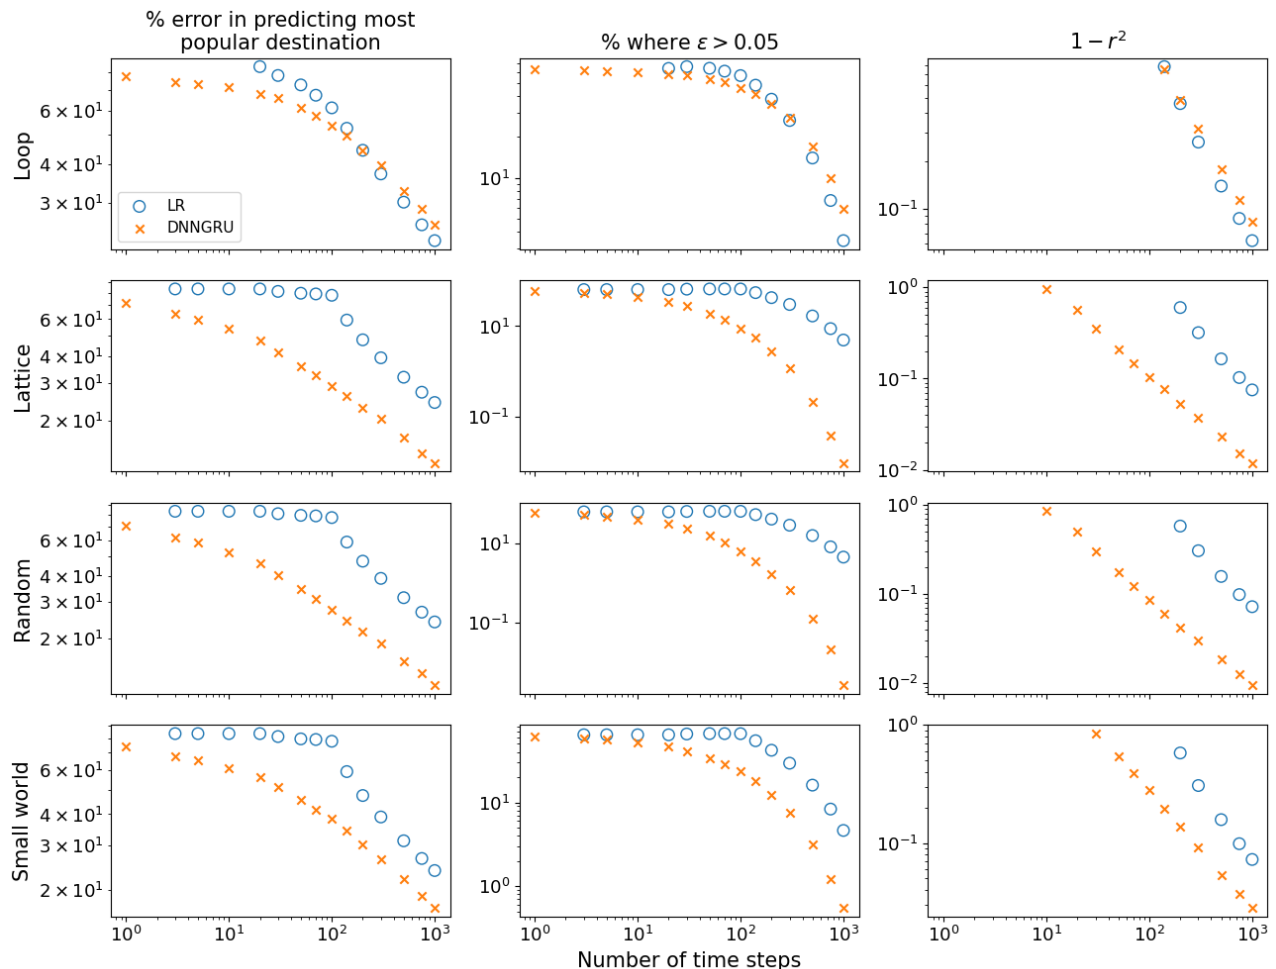 % error in predicting most
popular destination
% where ε > 0.05
1 − r²
Loop
6 × 10¹
4 × 10¹
3 × 10¹
LR
DNNGRU
10¹
10⁻¹
Lattice
6 × 10¹
4 × 10¹
3 × 10¹
2 × 10¹
10¹
10⁻¹
10⁰
10⁻¹
10⁻²
Random
6 × 10¹
4 × 10¹
3 × 10¹
2 × 10¹
10¹
10⁻¹
10⁰
10⁻¹
10⁻²
Small world
6 × 10¹
4 × 10¹
3 × 10¹
2 × 10¹
10¹
10⁰
10⁰
10⁻¹
10⁰ 10¹ 10² 10³ 10⁰ 10¹ 10² 10³ 10⁰ 10¹ 10² 10³
Number of time steps